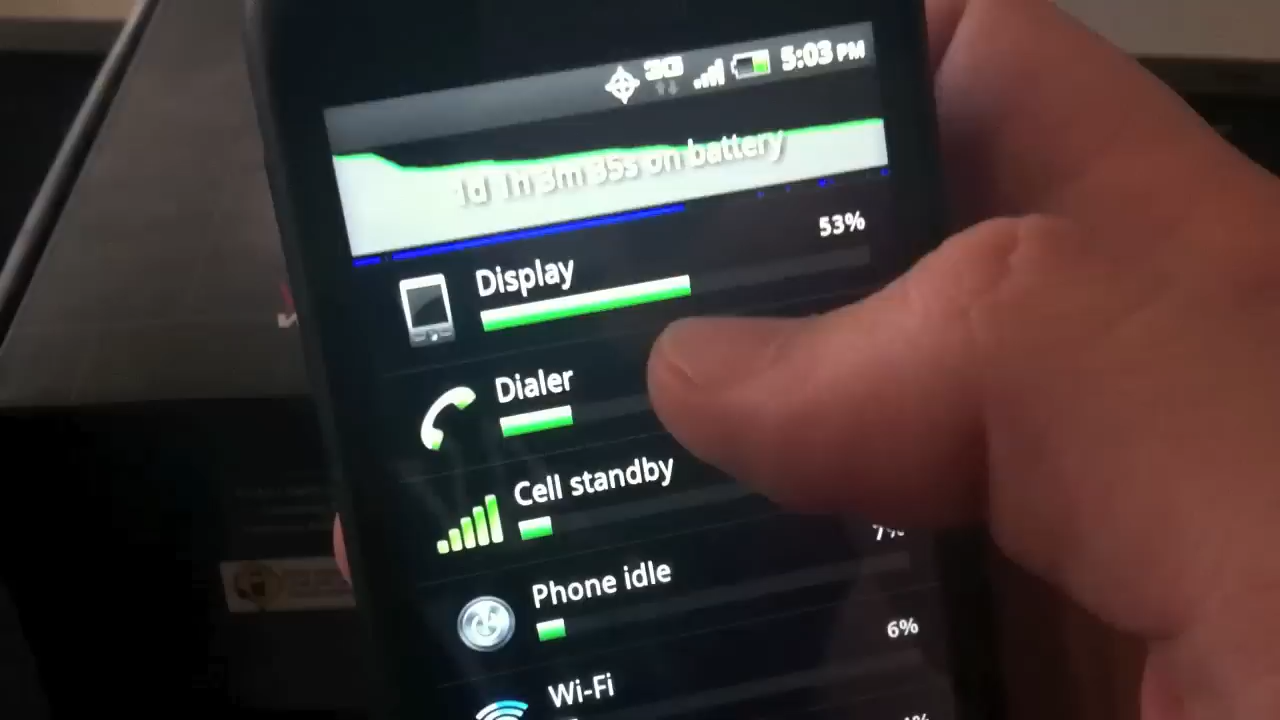 3G 5:03 PM
1d 1h 3m 35s on battery
Display 53%
Dialer
Cell standby
7%
Phone idle
6%
Wi-Fi